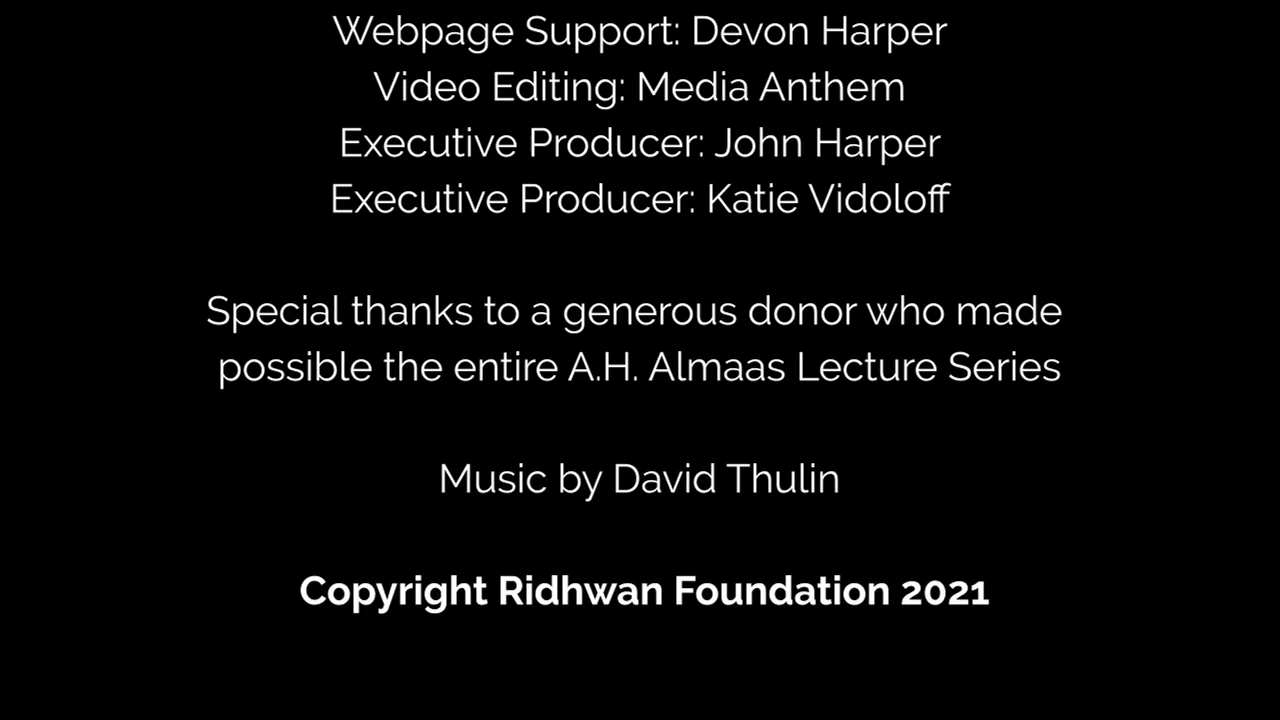 Webpage Support: Devon Harper
Video Editing: Media Anthem
Executive Producer: John Harper
Executive Producer: Katie Vidoloff
Special thanks to a generous donor who made
possible the entire A.H. Almaas Lecture Series
Music by David Thulin
Copyright Ridhwan Foundation 2021